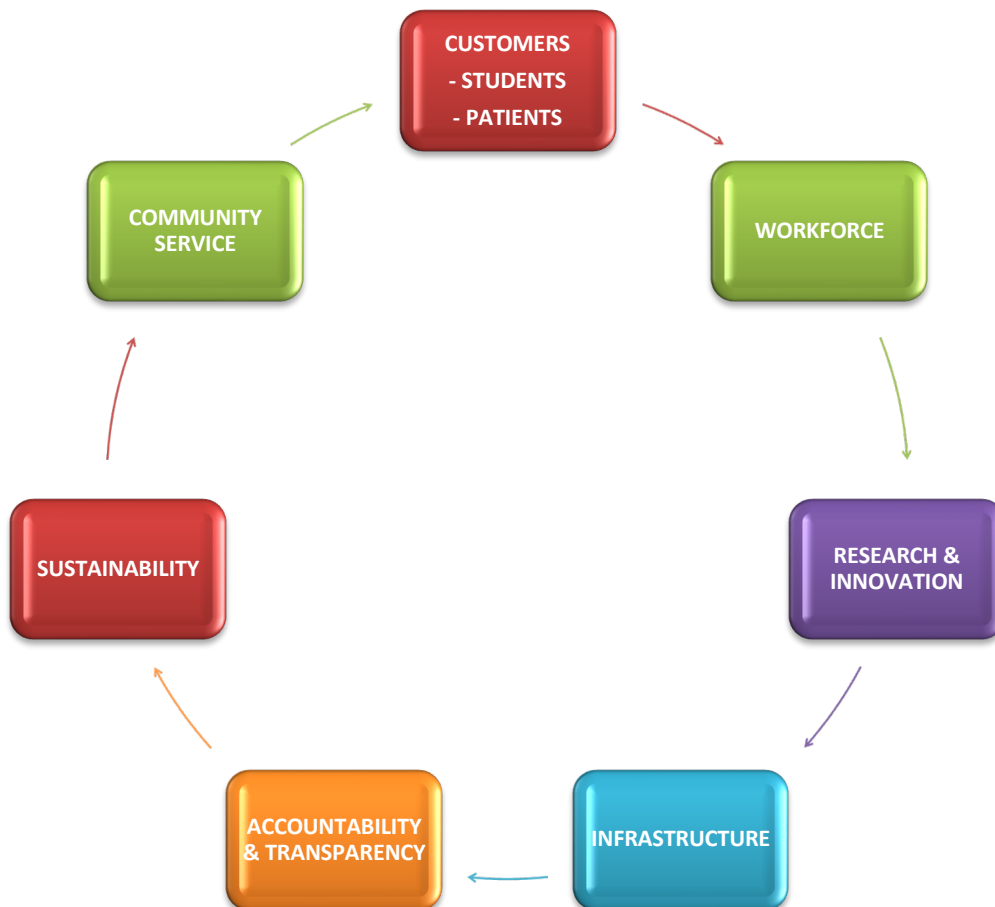 CUSTOMERS
- STUDENTS
- PATIENTS
WORKFORCE
RESEARCH &
INNOVATION
INFRASTRUCTURE
ACCOUNTABILITY
& TRANSPARENCY
SUSTAINABILITY
COMMUNITY
SERVICE